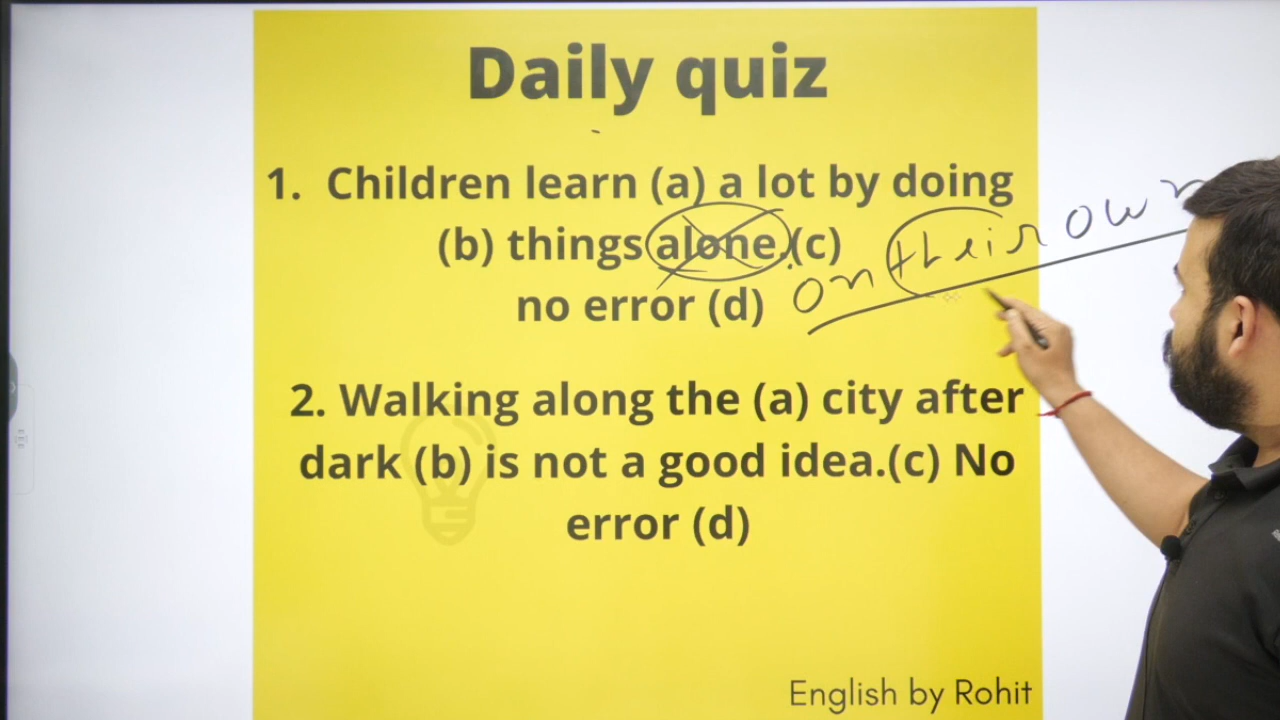 Daily quiz
1. Children learn (a) a lot by doing
(b) things alone.(c)
on their own
no error (d)
2. Walking along the (a) city after
dark (b) is not a good idea.(c) No
error (d)
English by Rohit